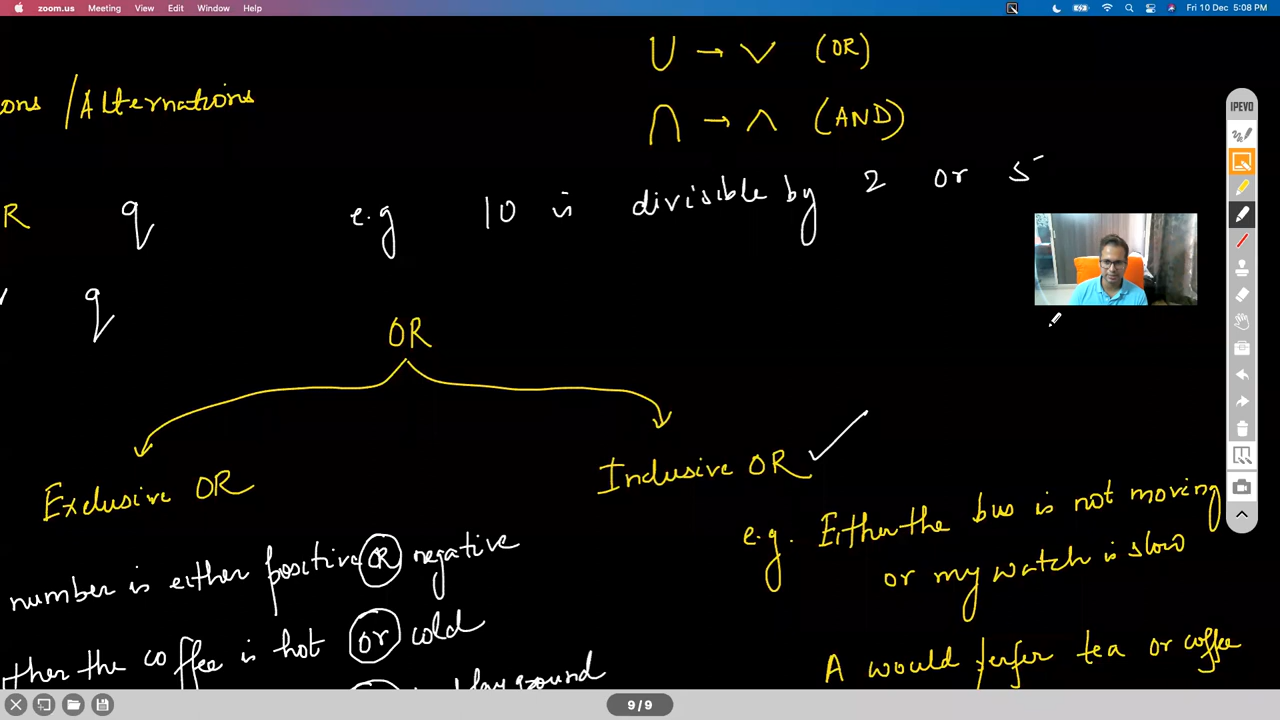 zoom.us Meeting View Edit Window Help Fri 10 Dec 5:08 PM
U → V (OR)
ons / Alternations
∩ → ∧ (AND)
IPEVO
R q e.g 10 is divisible by 2 or 5
q
OR
Exclusive OR
Inclusive OR ✓
e.g. Either the bus is not moving
or my watch is slow
number is either positive OR negative
ther the coffee is hot or cold
A would ferfer tea or coffee
playground
9 / 9